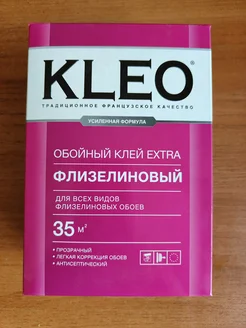 KLEO®
ТРАДИЦИОННОЕ ФРАНЦУЗСКОЕ КАЧЕСТВО
УСИЛЕННАЯ ФОРМУЛА
ОБОЙНЫЙ КЛЕЙ EXTRA
ФЛИЗЕЛИНОВЫЙ
ДЛЯ ВСЕХ ВИДОВ
ФЛИЗЕЛИНОВЫХ ОБОЕВ
35 м²
• ПРОЗРАЧНЫЙ
• ЛЕГКАЯ КОРРЕКЦИЯ ОБОЕВ
• АНТИСЕПТИЧЕСКИЙ